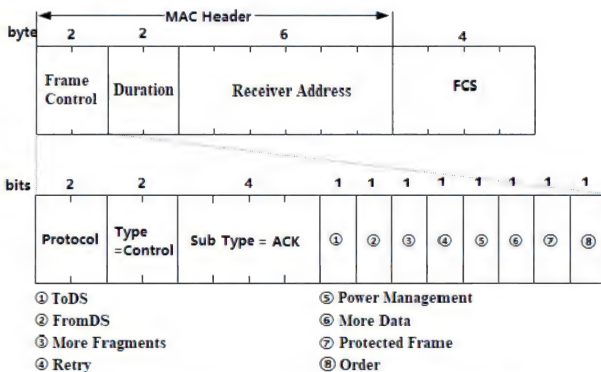 MAC Header
byte 2 2 6 4
Frame Control Duration Receiver Address FCS
bits 2 2 4 1 1 1 1 1 1 1 1
Protocol Type =Control Sub Type = ACK ① ② ③ ④ ⑤ ⑥ ⑦ ⑧
① ToDS ⑤ Power Management
② FromDS ⑥ More Data
③ More Fragments ⑦ Protected Frame
④ Retry ⑧ Order